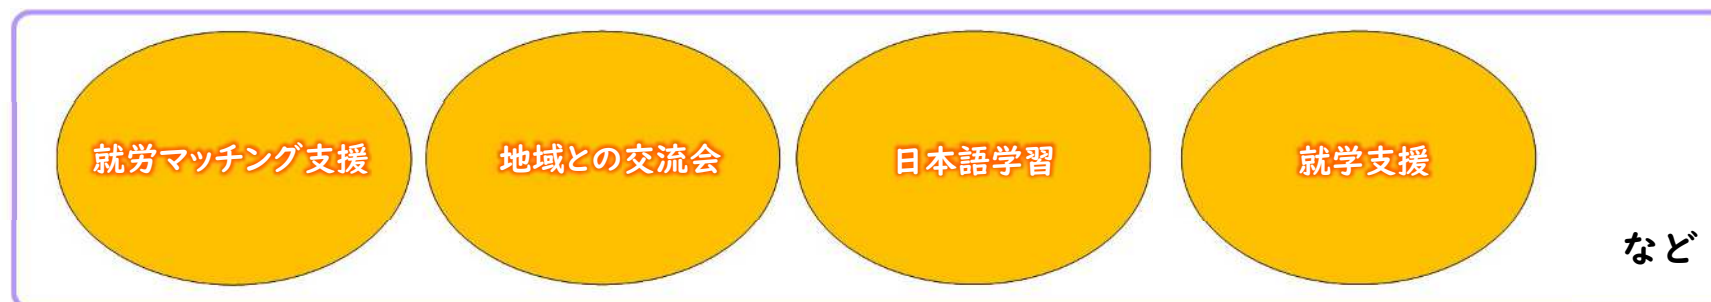 就労マッチング支援
地域との交流会
日本語学習
就学支援
など